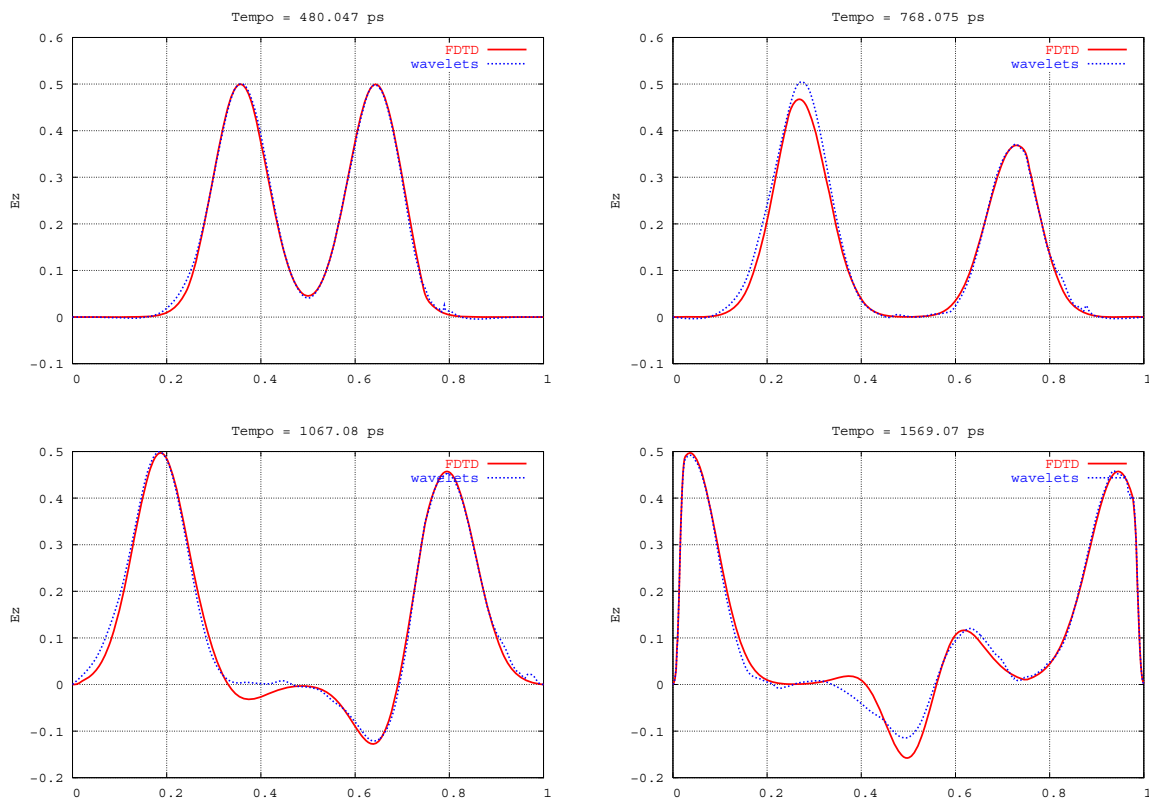 Tempo = 480.047 ps
0.6
0.5
0.4
0.3
0.2
0.1
0
-0.1
Ez
FDTD
wavelets
0 0.2 0.4 0.6 0.8 1
Tempo = 768.075 ps
0.6
0.5
0.4
0.3
0.2
0.1
0
-0.1
Ez
FDTD
wavelets
0 0.2 0.4 0.6 0.8 1
Tempo = 1067.08 ps
0.5
0.4
0.3
0.2
0.1
0
-0.1
-0.2
Ez
FDTD
wavelets
0 0.2 0.4 0.6 0.8 1
Tempo = 1569.07 ps
0.5
0.4
0.3
0.2
0.1
0
-0.1
-0.2
Ez
FDTD
wavelets
0 0.2 0.4 0.6 0.8 1